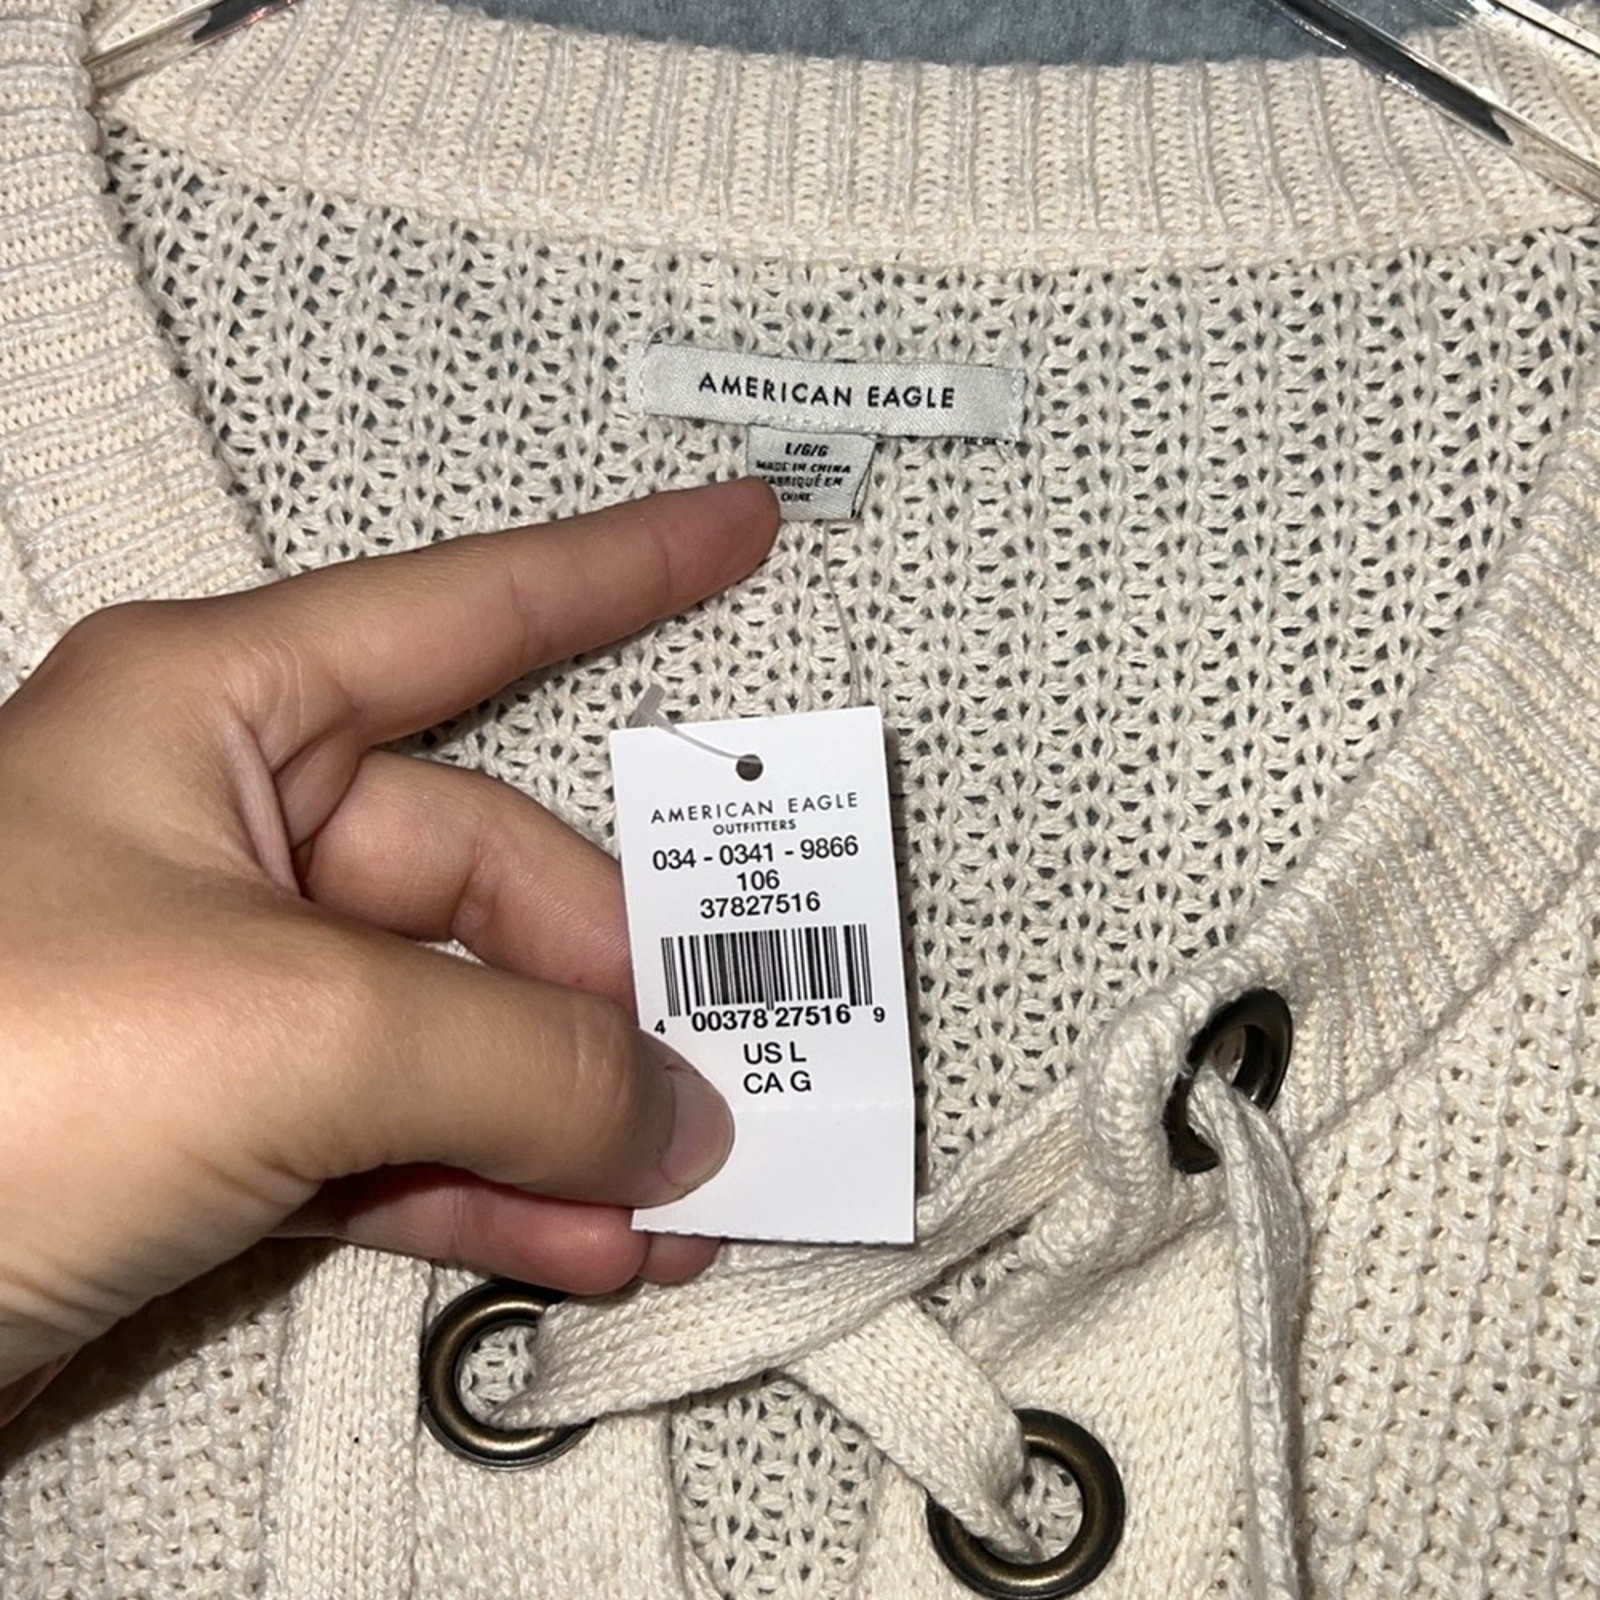 AMERICAN EAGLE
L/G/G
MADE IN CHINA
FABRIQUÉ EN
CHINE
AMERICAN EAGLE
OUTFITTERS
034 - 0341 - 9866
106
37827516
4 00378 27516 9
US L
CA G